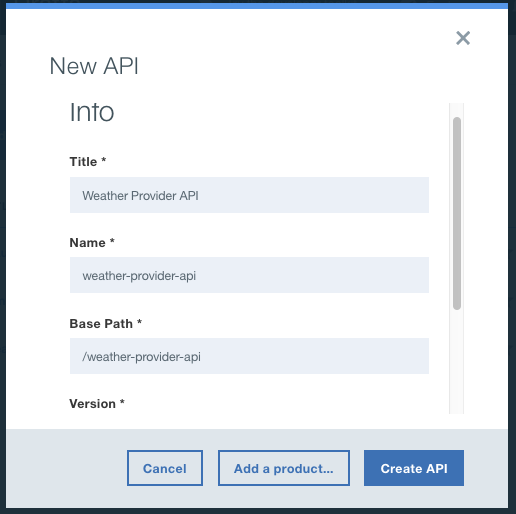 New API
Into
Title *
Weather Provider API
Name *
weather-provider-api
Base Path *
/weather-provider-api
Version *
Cancel
Add a product...
Create API